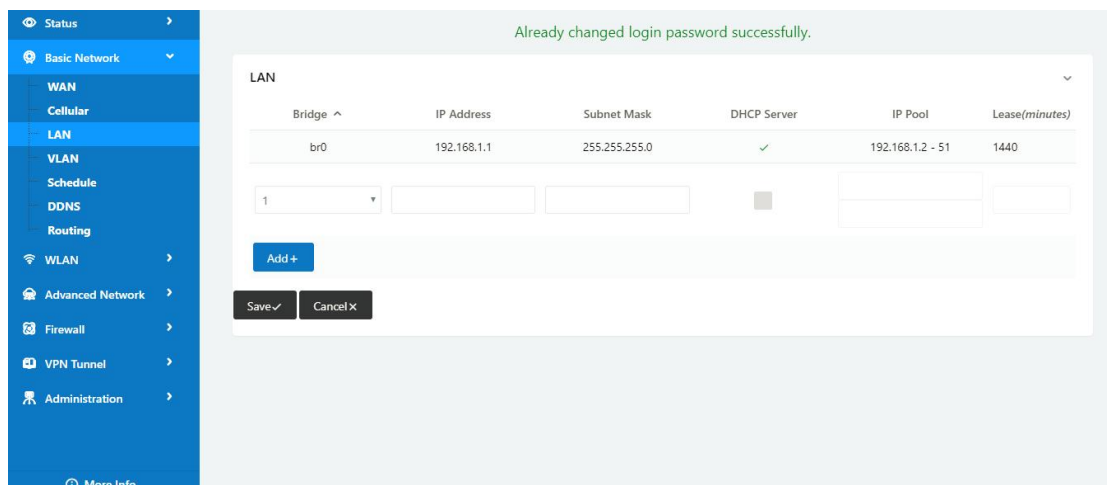 Status
Already changed login password successfully.
Basic Network
WAN
Cellular
LAN
VLAN
Schedule
DDNS
Routing
WLAN
Advanced Network
Firewall
VPN Tunnel
Administration
More Info
LAN
Bridge IP Address Subnet Mask DHCP Server IP Pool Lease(minutes)
br0 192.168.1.1 255.255.255.0 192.168.1.2 - 51 1440
1
Add+
Save Cancel